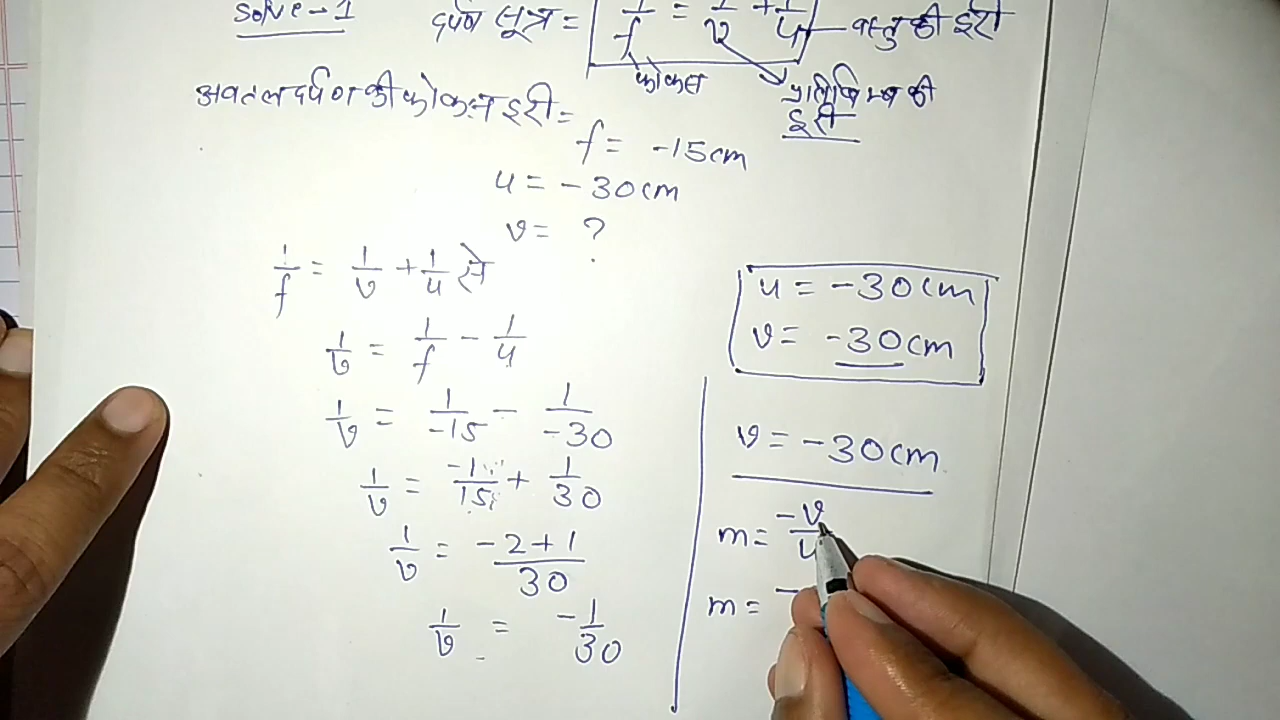 Solve-1 दर्पण सूत्र = 1/f = 1/v + 1/u वस्तु की दूरी
फोकस
प्रतिबिम्ब की
दूरी
अवतल दर्पण की फोकस दूरी =
f = -15cm
u = -30cm
v = ?
1/f = 1/v + 1/u से
1/v = 1/f - 1/u
1/v = 1/-15 - 1/-30
1/v = -1/15 + 1/30
1/v = -2+1/30
1/v = -1/30
u = -30cm
v = -30cm
v = -30cm
m = -v/u
m = -